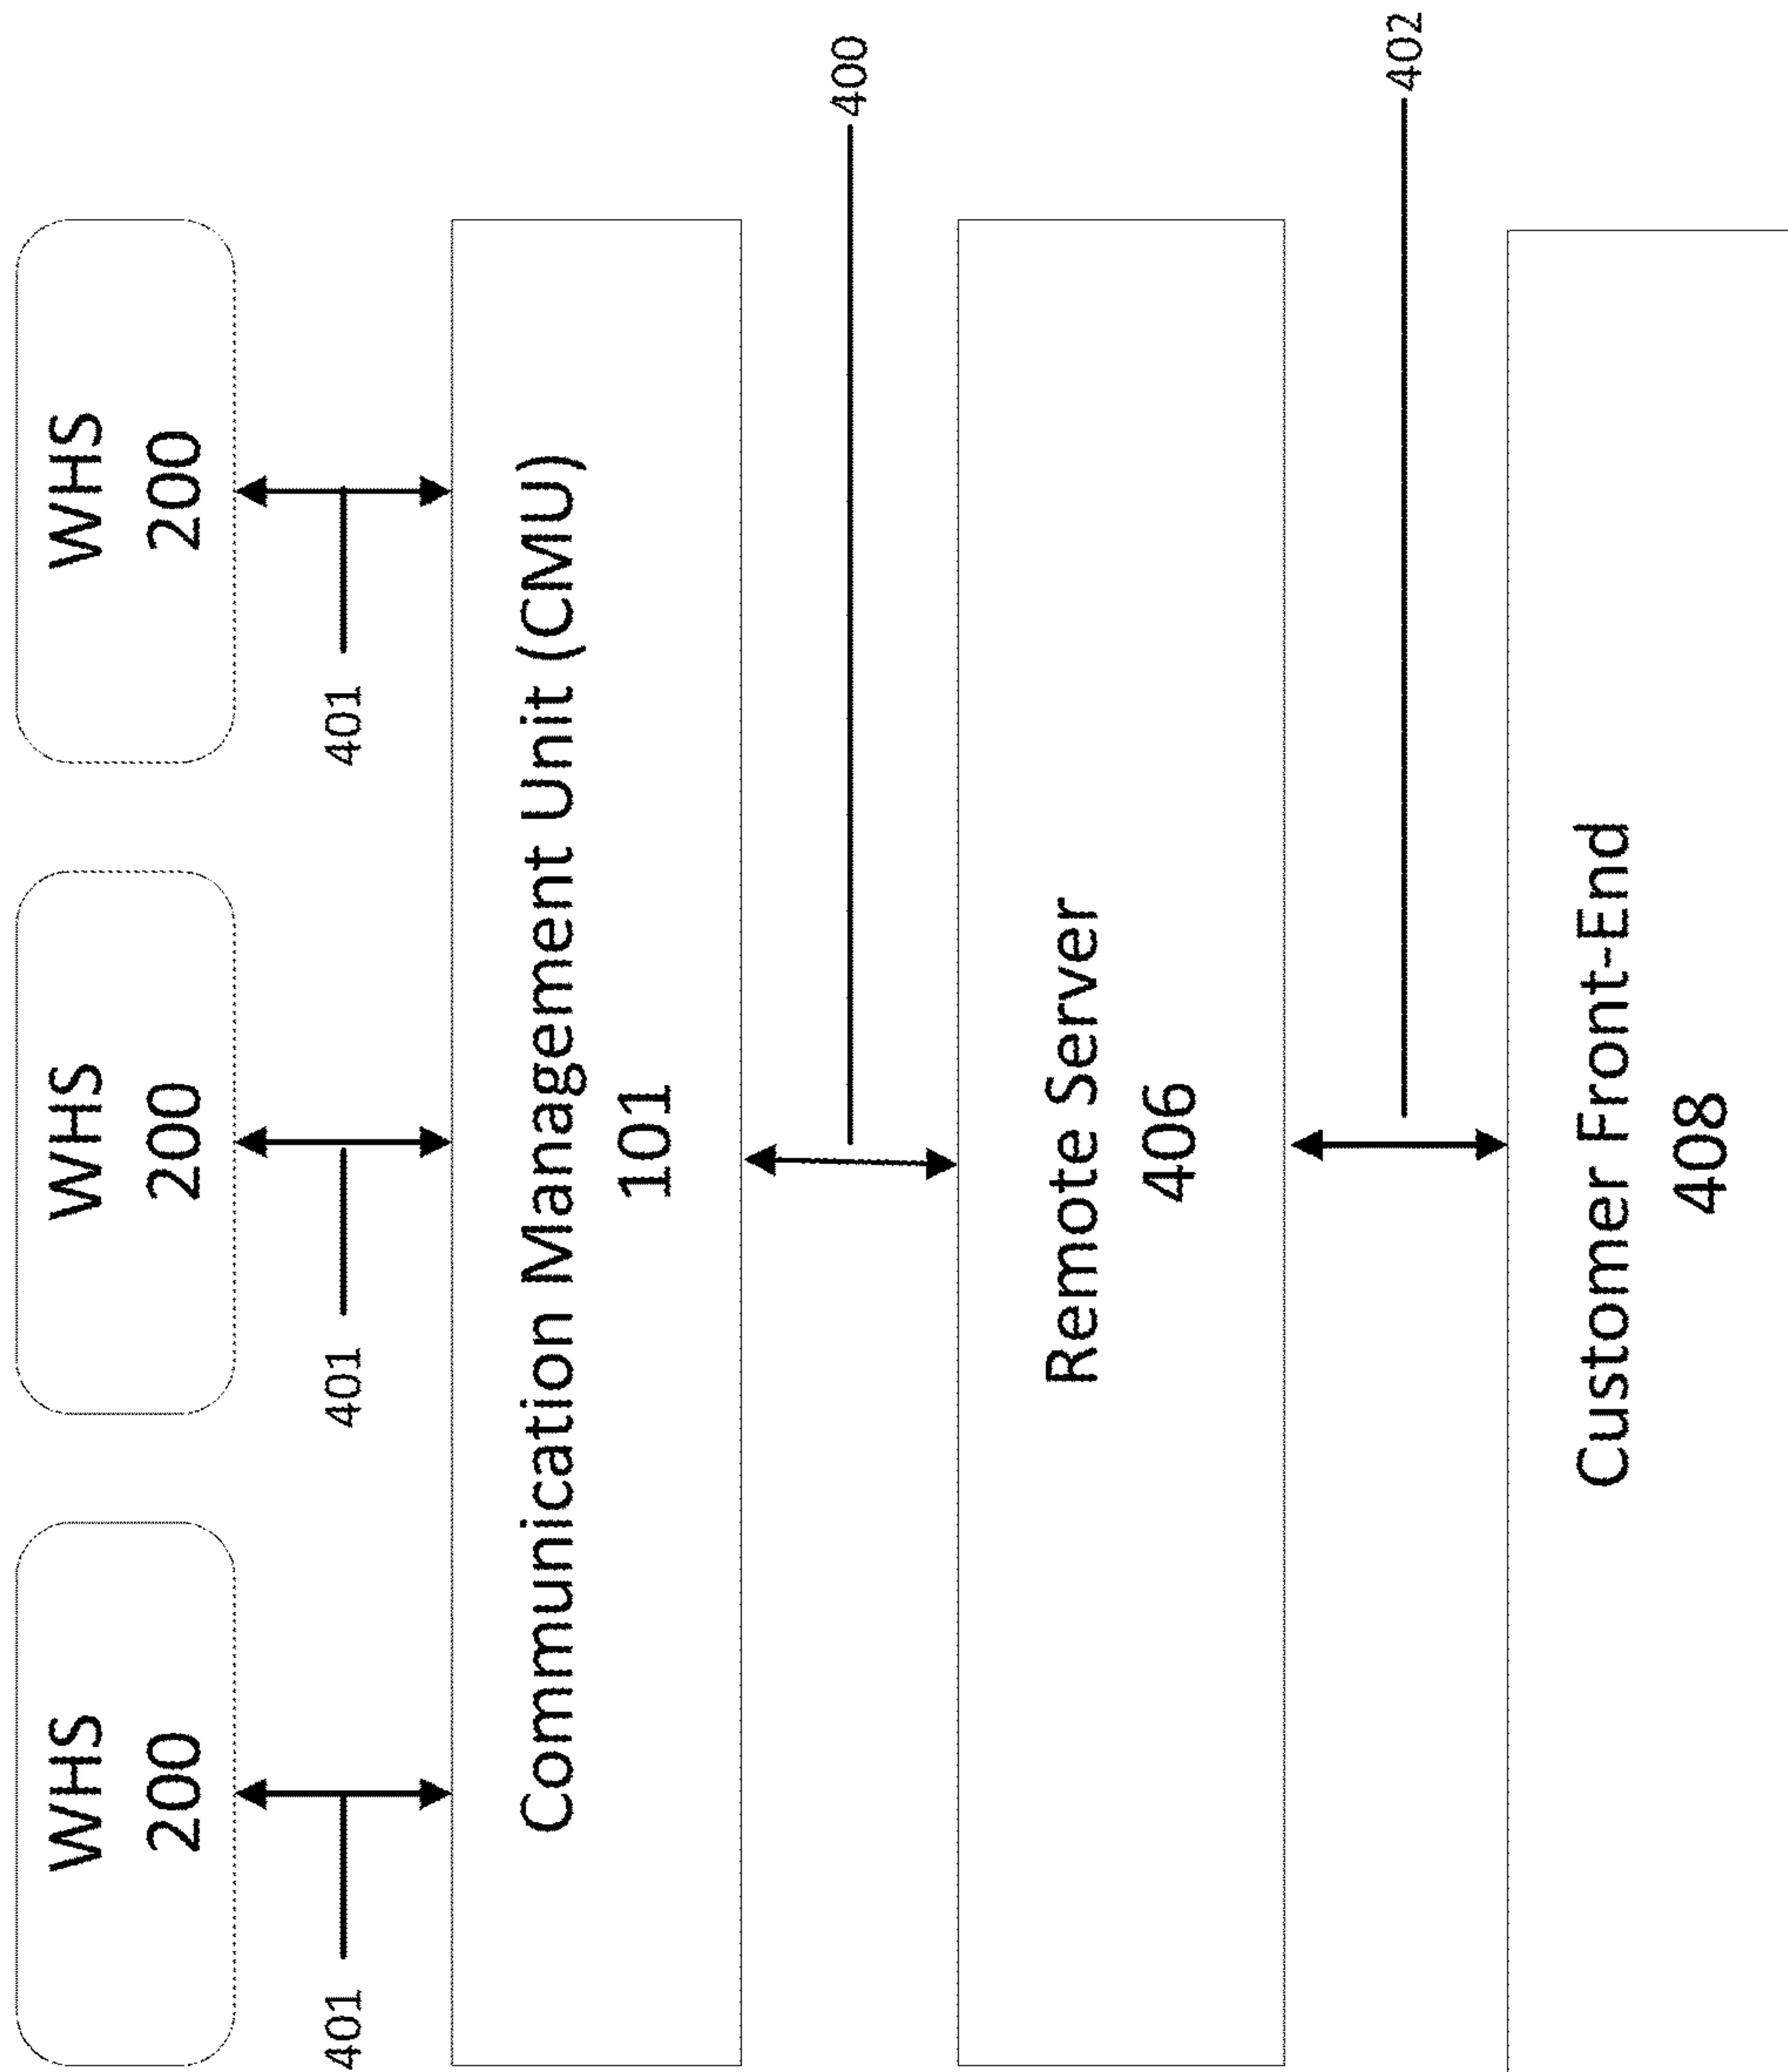 WHS
200
WHS
200
WHS
200
401
401
401
Communication Management Unit (CMU)
101
400
Remote Server
406
402
Customer Front-End
408